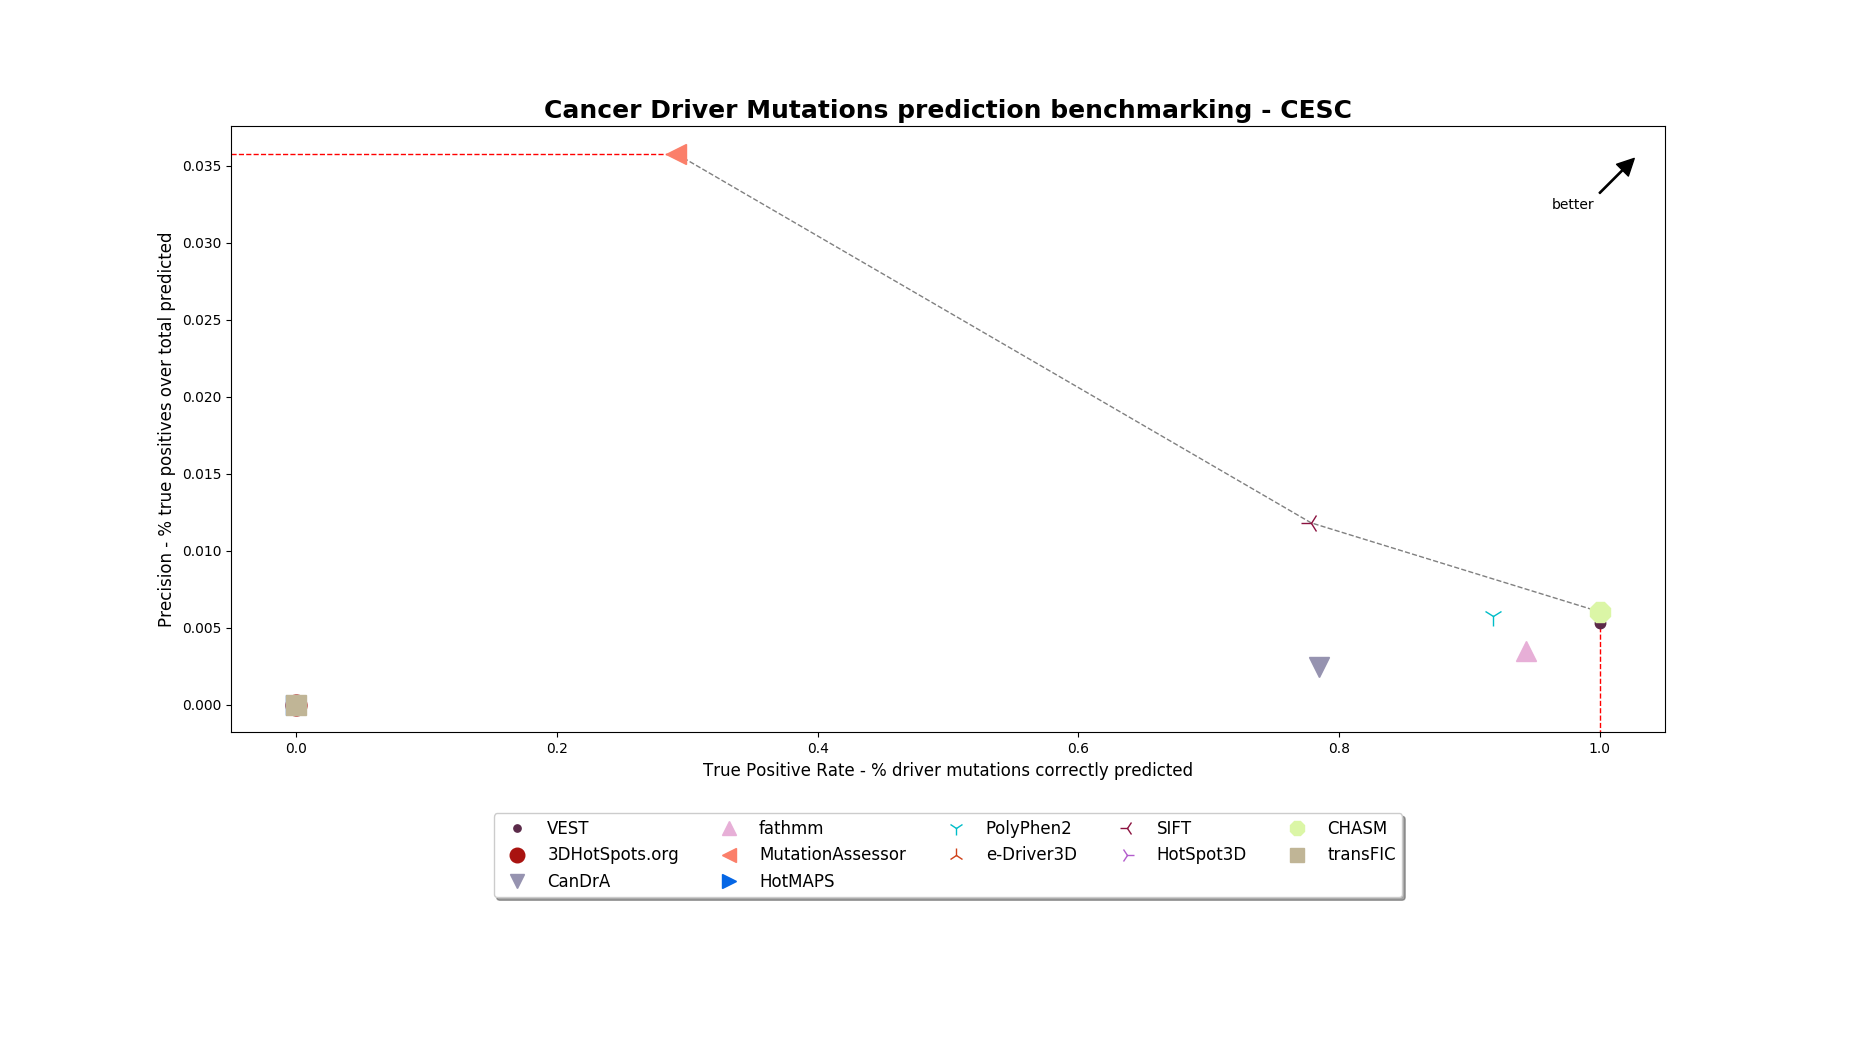 Cancer Driver Mutations prediction benchmarking - CESC
better
Precision - % true positives over total predicted
0.035
0.030
0.025
0.020
0.015
0.010
0.005
0.000
0.0 0.2 0.4 0.6 0.8 1.0
True Positive Rate - % driver mutations correctly predicted
VEST fathmm PolyPhen2 SIFT CHASM
3DHotSpots.org MutationAssessor e-Driver3D HotSpot3D transFIC
CanDrA HotMAPS